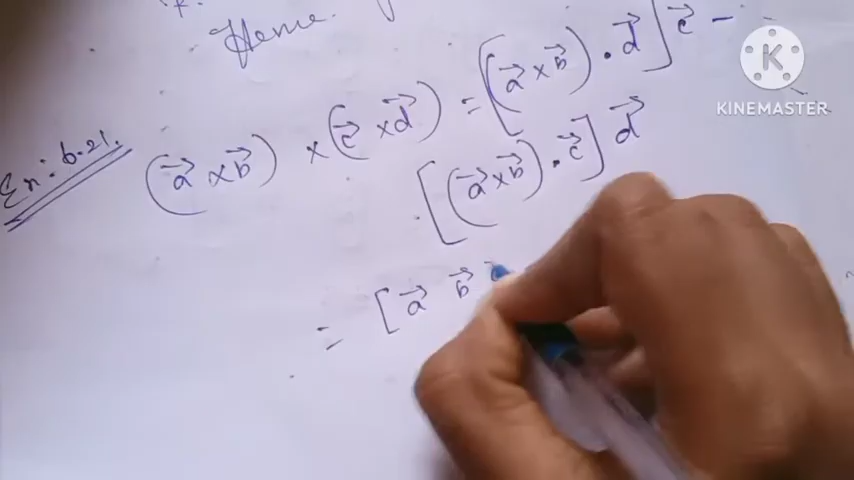 Hence
Ex: 6.21.
(a⃗ × b⃗) × (c⃗ × d⃗) = [(a⃗ × b⃗) · d⃗] c⃗ −
[(a⃗ × b⃗) · c⃗] d⃗
= [a⃗ b⃗
K
KINEMASTER